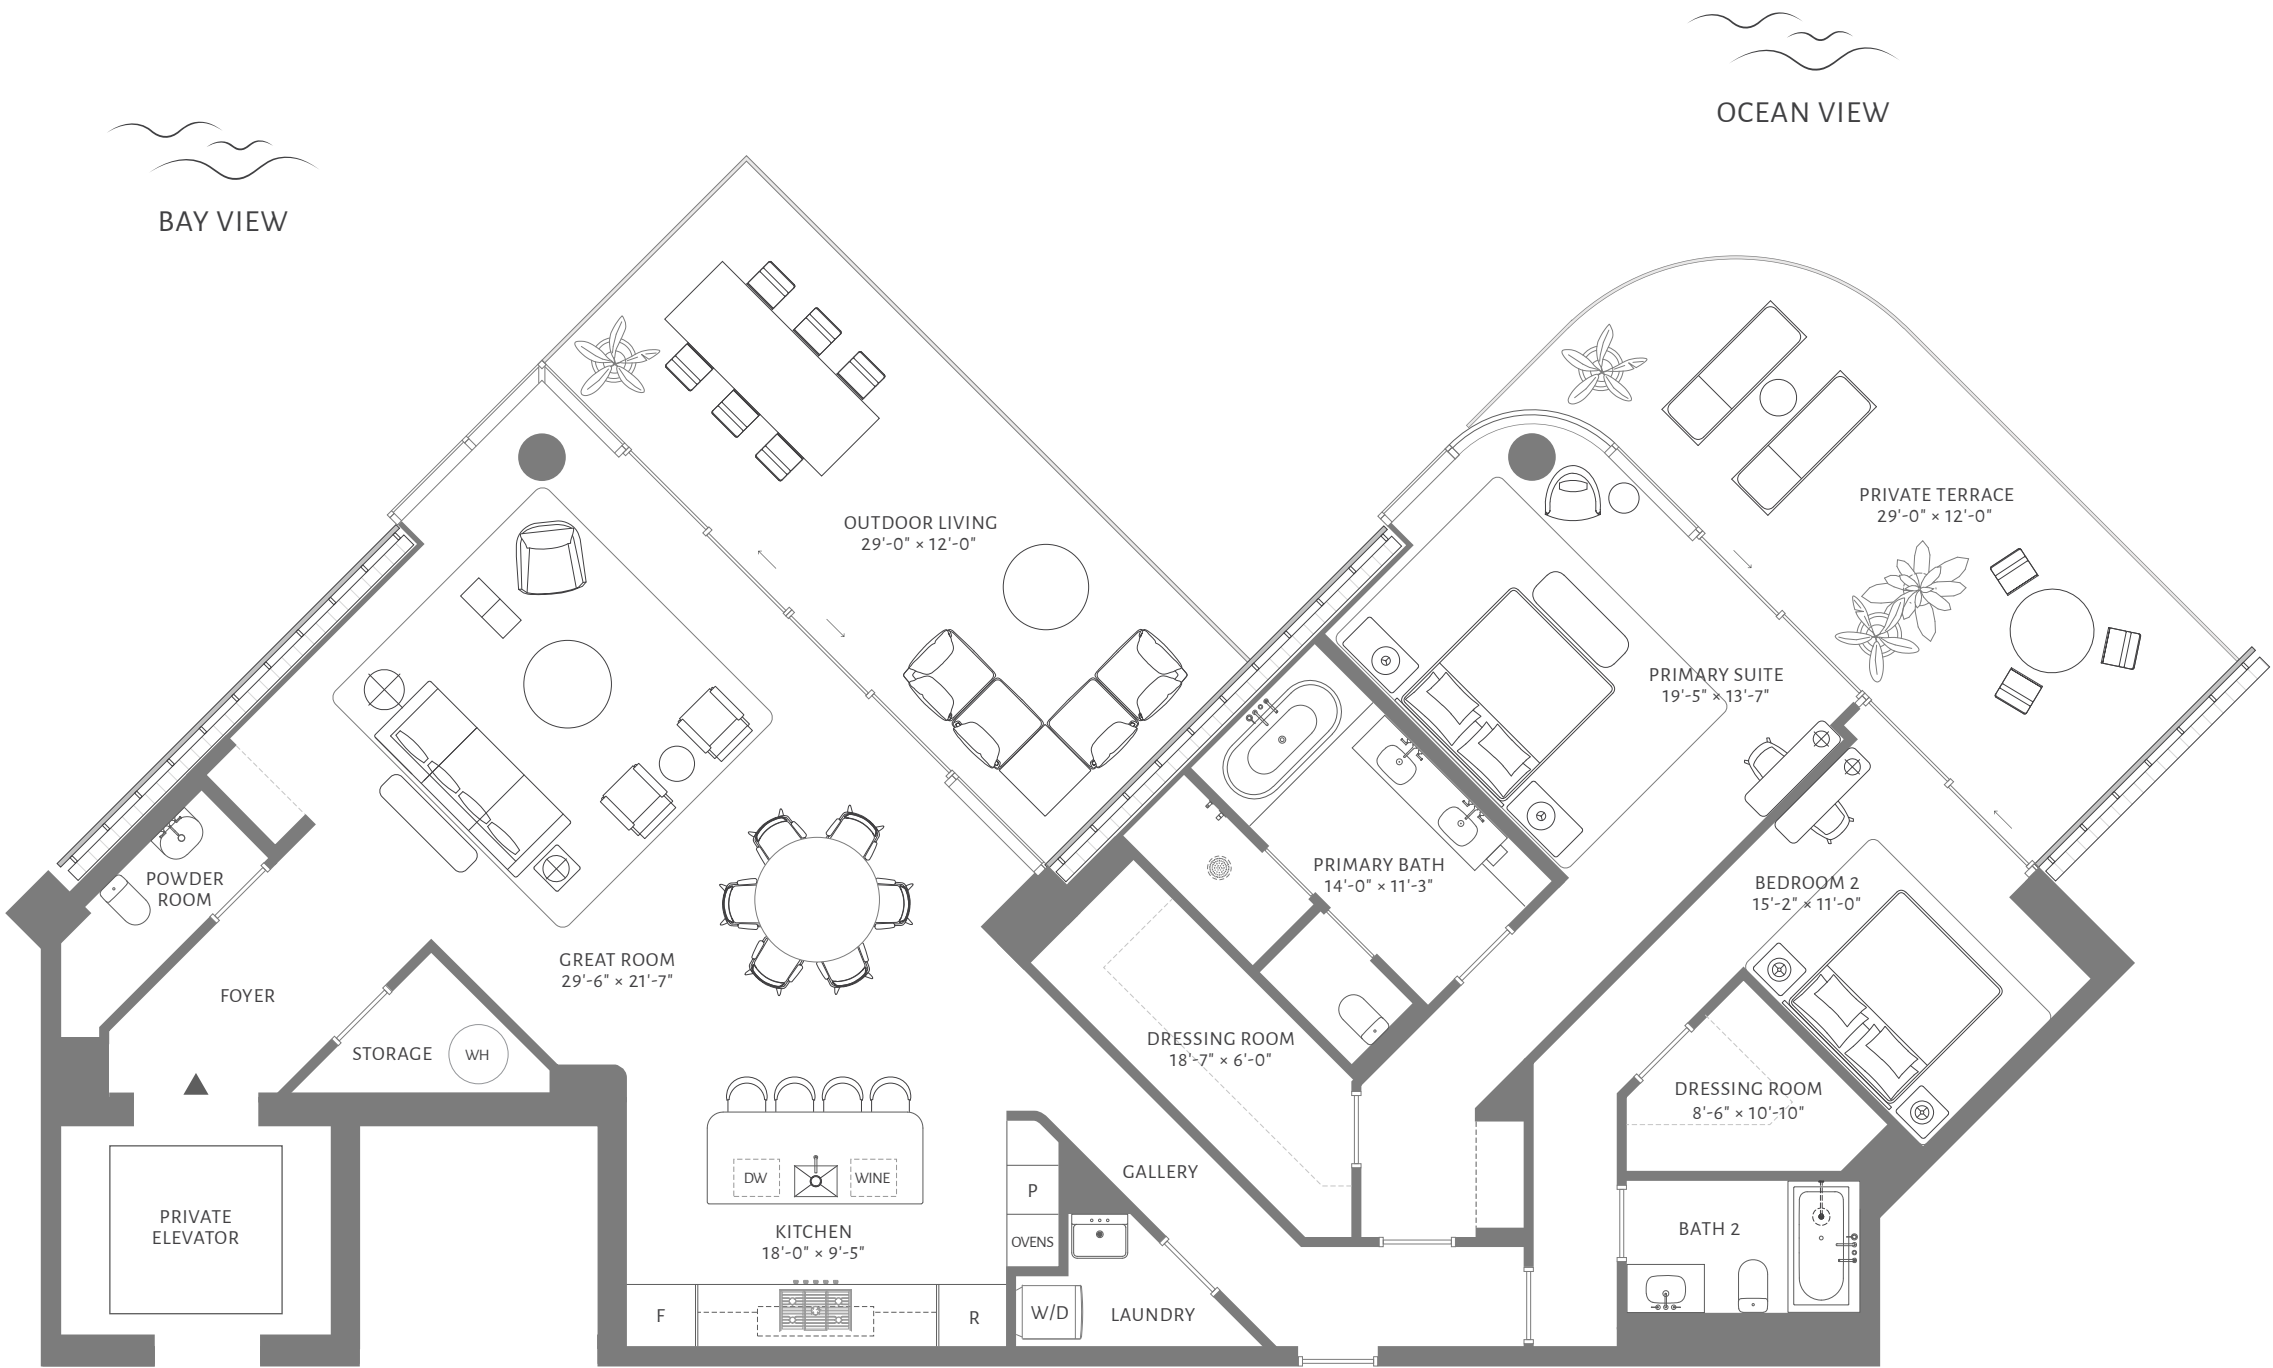 OCEAN VIEW
BAY VIEW
PRIVATE TERRACE
29'-0" × 12'-0"
OUTDOOR LIVING
29'-0" × 12'-0"
PRIMARY SUITE
19'-5" × 13'-7"
PRIMARY BATH
14'-0" × 11'-3"
POWDER
ROOM
BEDROOM 2
15'-2" × 11'-0"
GREAT ROOM
29'-6" × 21'-7"
FOYER
STORAGE
WH
DRESSING ROOM
18'-7" × 6'-0"
DRESSING ROOM
8'-6" × 10'-10"
GALLERY
DW
WINE
P
PRIVATE
ELEVATOR
KITCHEN
18'-0" × 9'-5"
OVENS
BATH 2
F
R
W/D
LAUNDRY